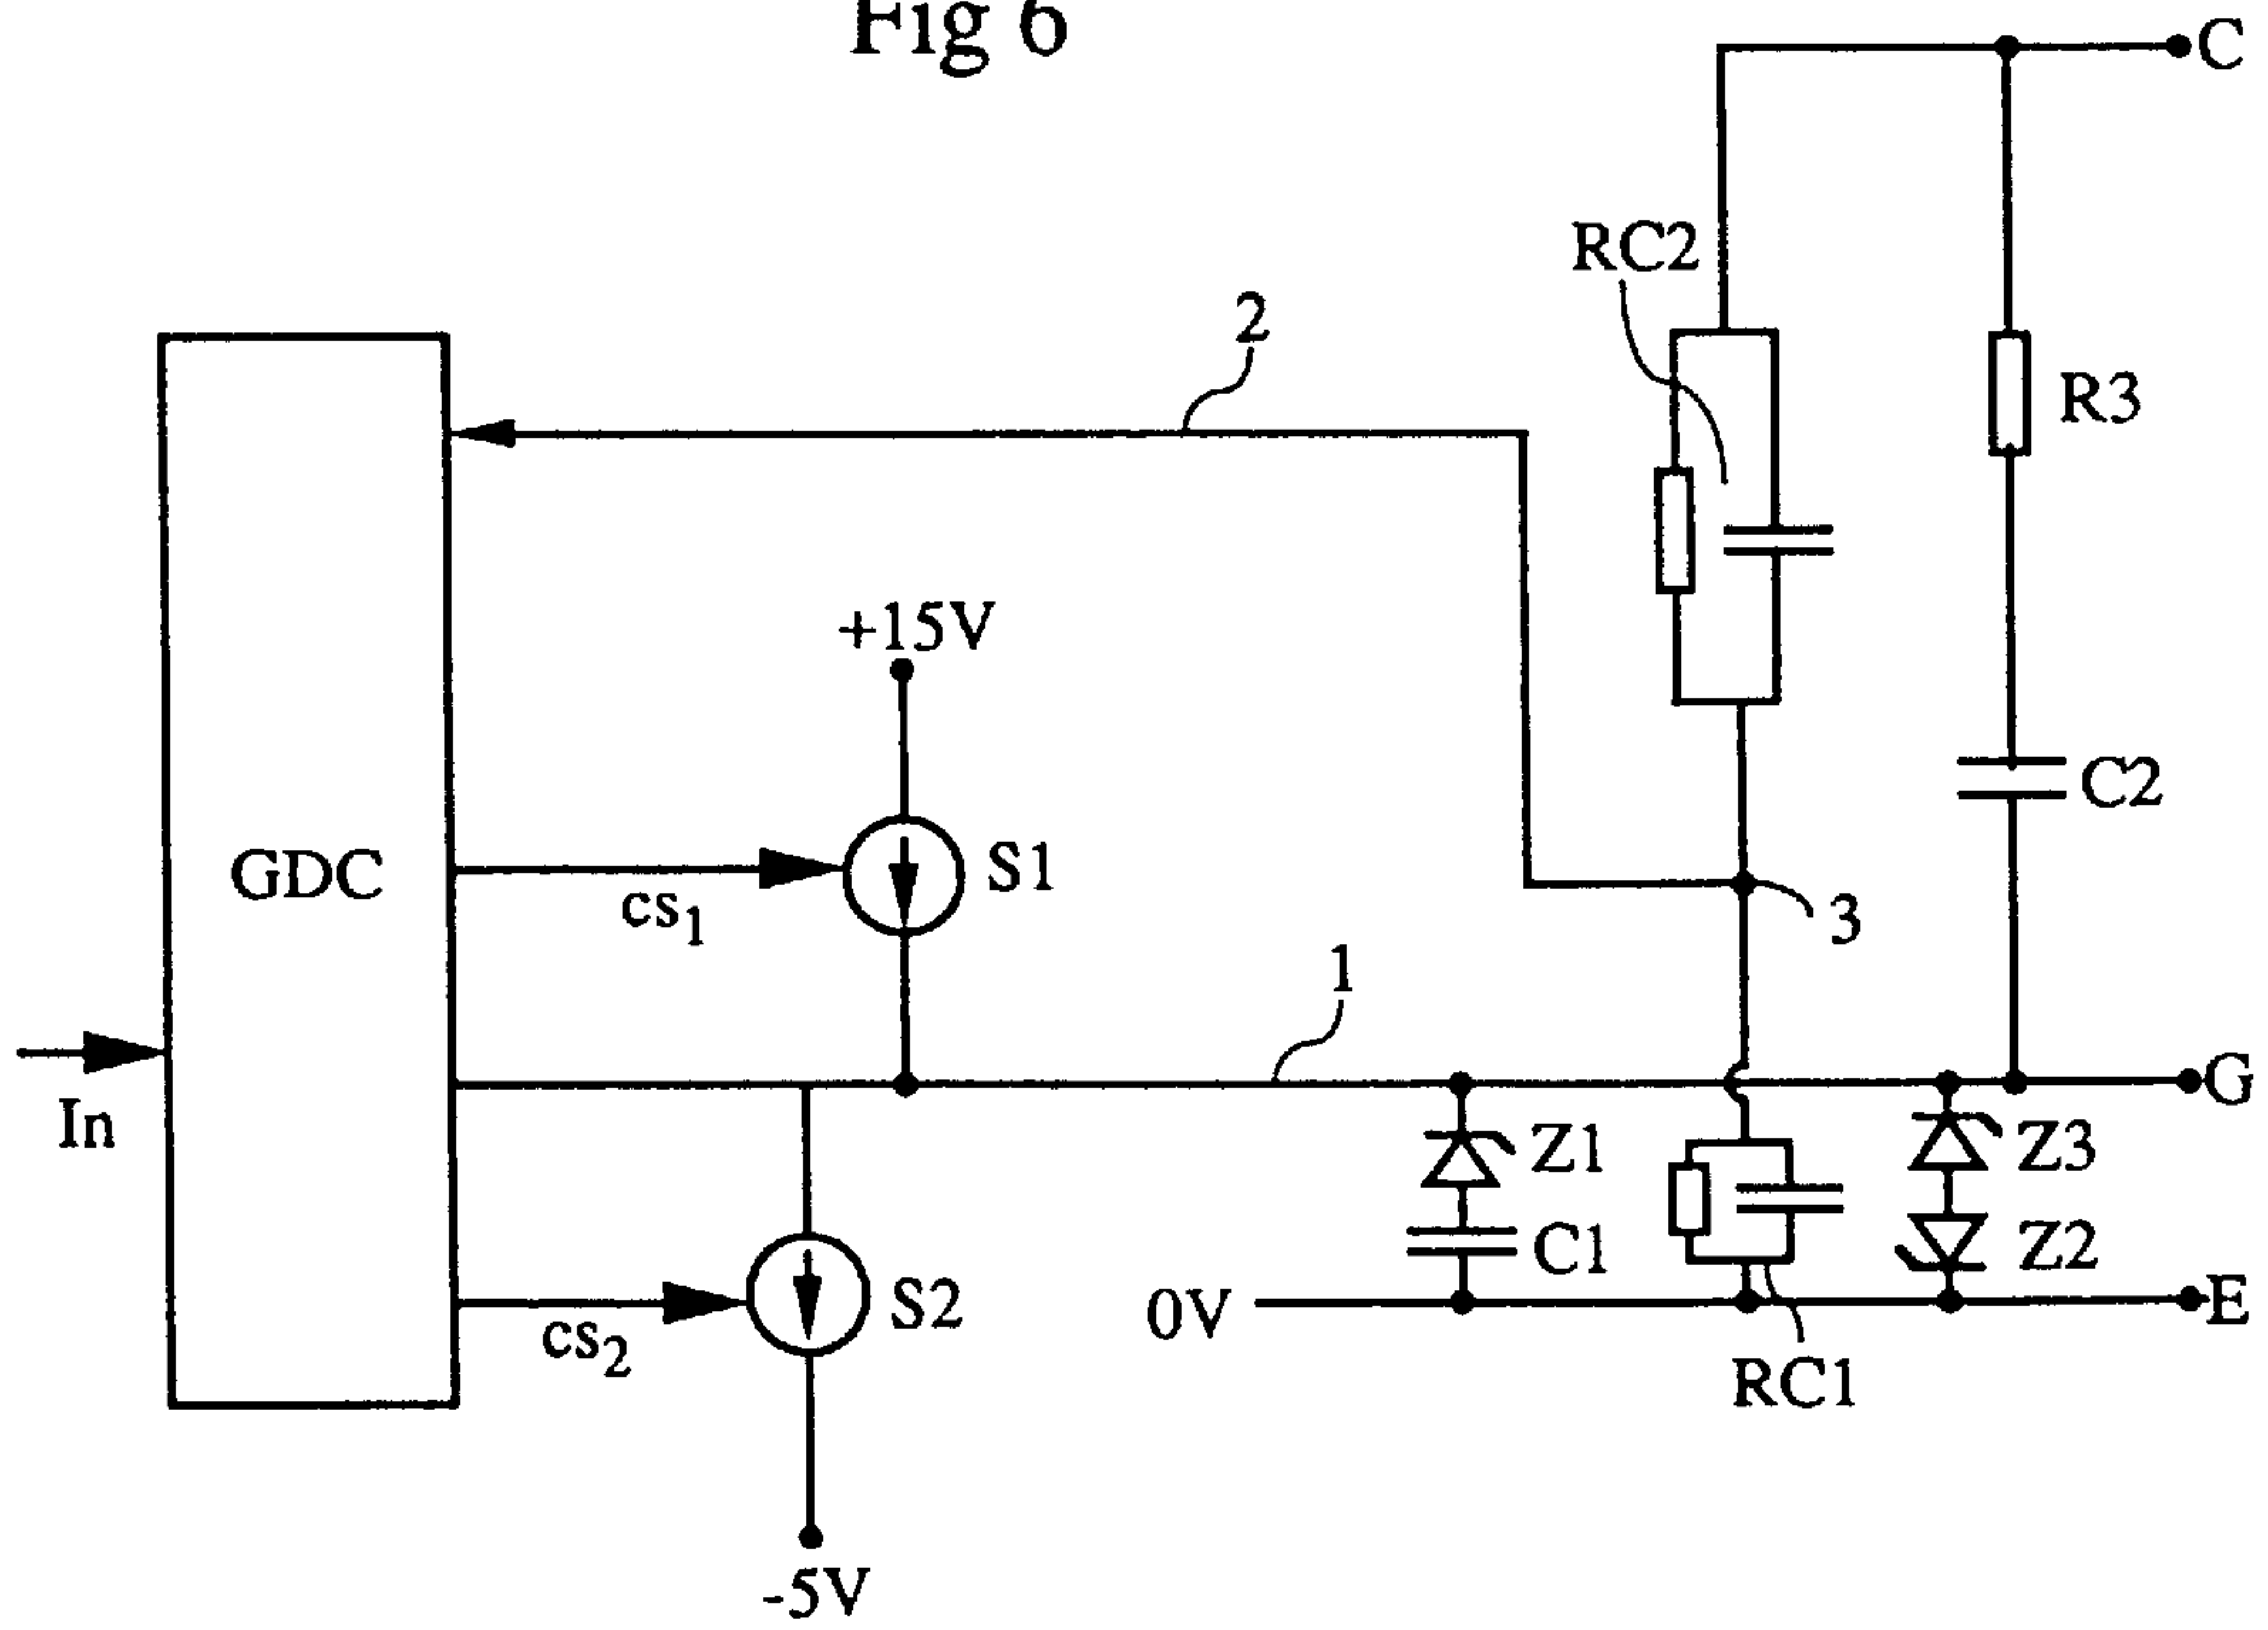 Fig 6
C
RC2
2
R3
+15V
C2
GDC
S1
cs1
3
1
In
G
Z1
Z3
C1
Z2
S2
0V
E
cs2
RC1
-5V